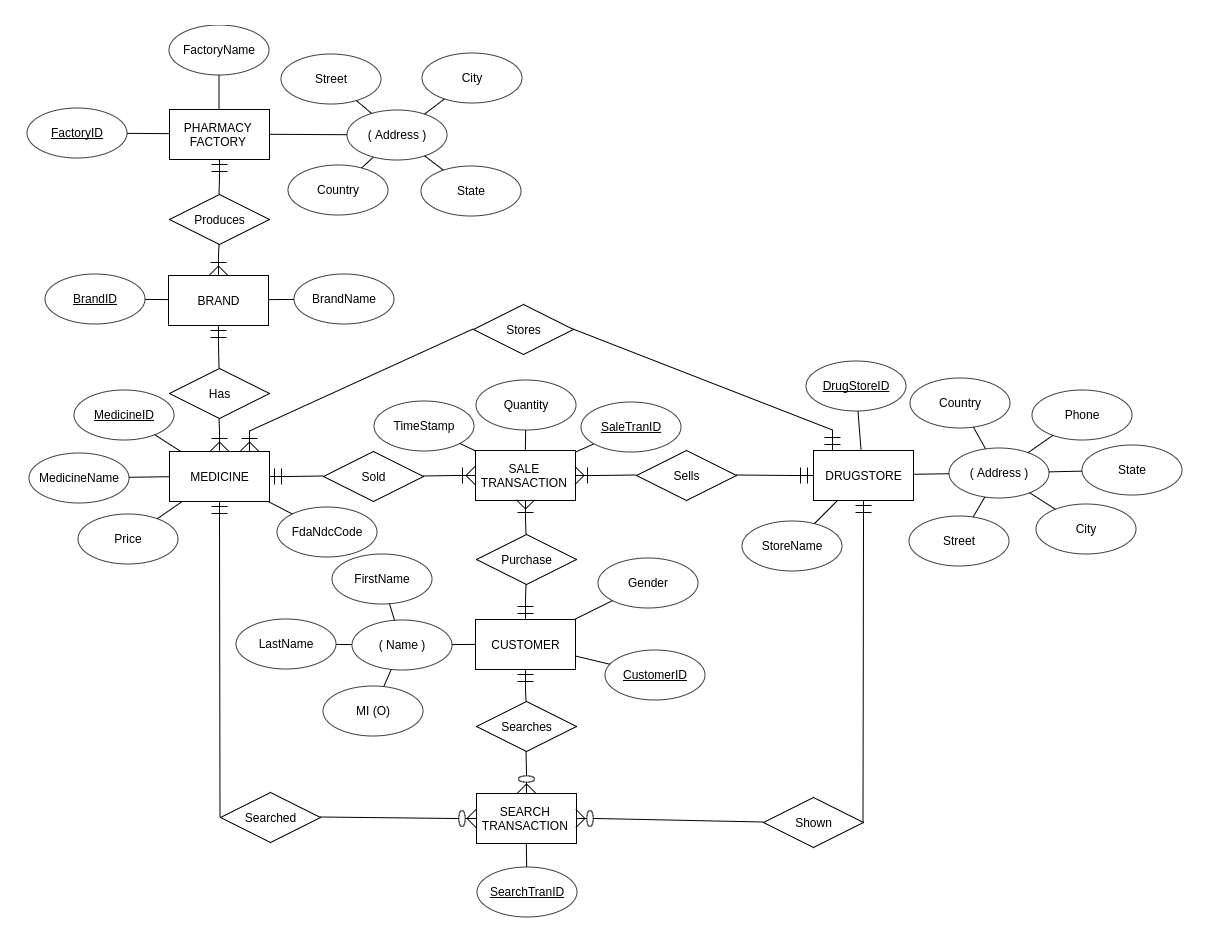 FactoryName
Street
City
FactoryID
PHARMACY
FACTORY
( Address )
Country
State
Produces
BrandID
BRAND
BrandName
Stores
Has
DrugStoreID
MedicineID
TimeStamp
Quantity
SaleTranID
Country
Phone
MedicineName
MEDICINE
Sold
SALE
TRANSACTION
Sells
DRUGSTORE
( Address )
State
Price
FdaNdcCode
StoreName
Street
City
Purchase
FirstName
Gender
LastName
( Name )
CUSTOMER
CustomerID
MI (O)
Searches
Searched
SEARCH
TRANSACTION
Shown
SearchTranID